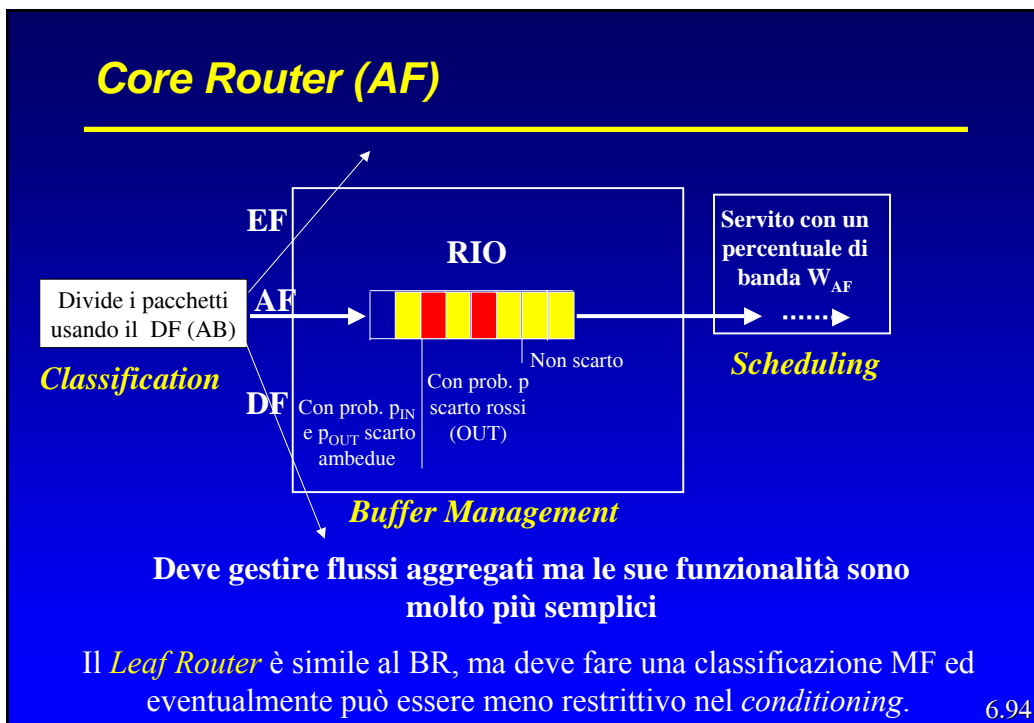 Core Router (AF)
EF
RIO
Servito con un
percentuale di
banda WAF
Divide i pacchetti
usando il DF (AB)
AF
Classification
Non scarto
Scheduling
DF
Con prob. pIN
e pOUT scarto
ambedue
Con prob. p
scarto rossi
(OUT)
Buffer Management
Deve gestire flussi aggregati ma le sue funzionalità sono
molto più semplici
Il Leaf Router è simile al BR, ma deve fare una classificazione MF ed
eventualmente può essere meno restrittivo nel conditioning.
6.94